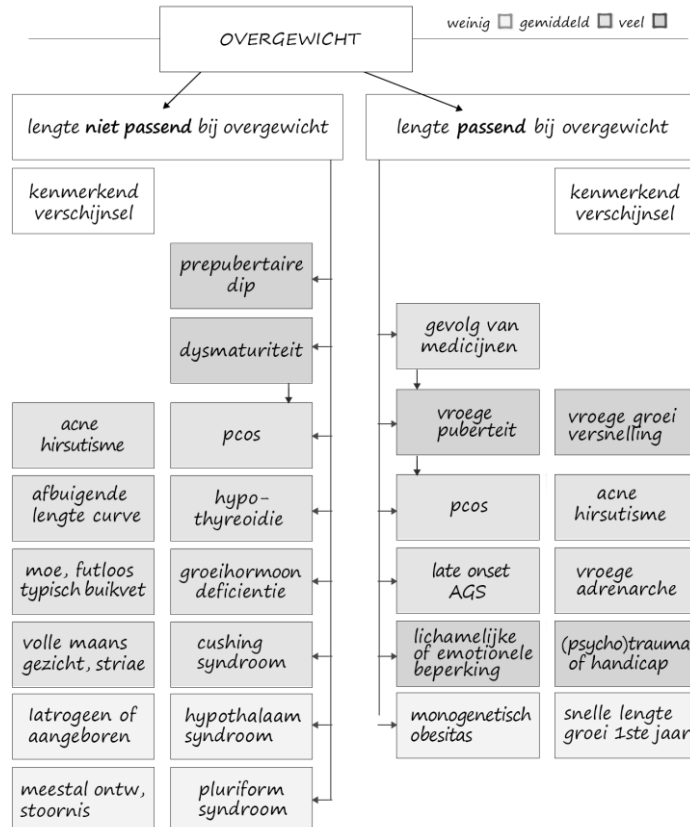 OVERGEWICHT
weinig gemiddeld veel
lengte niet passend bij overgewicht
lengte passend bij overgewicht
kenmerkend
verschijnsel
kenmerkend
verschijnsel
prepubertaire
dip
dysmaturiteit
acne
hirsutisme
pcos
afbuigende
lengte curve
hypo-
thyreoidie
moe, futloos
typisch buikvet
groeihormoon
deficientie
volle maans
gezicht, striae
cushing
syndroom
Iatrogeen of
aangeboren
hypothalaam
syndroom
meestal ontw,
stoornis
pluriform
syndroom
gevolg van
medicijnen
vroege
puberteit
vroege groei
versnelling
pcos
acne
hirsutisme
late onset
AGS
vroege
adrenarche
lichamelijke
of emotionele
beperking
(psycho)trauma
of handicap
monogenetisch
obesitas
snelle lengte
groei 1ste jaar